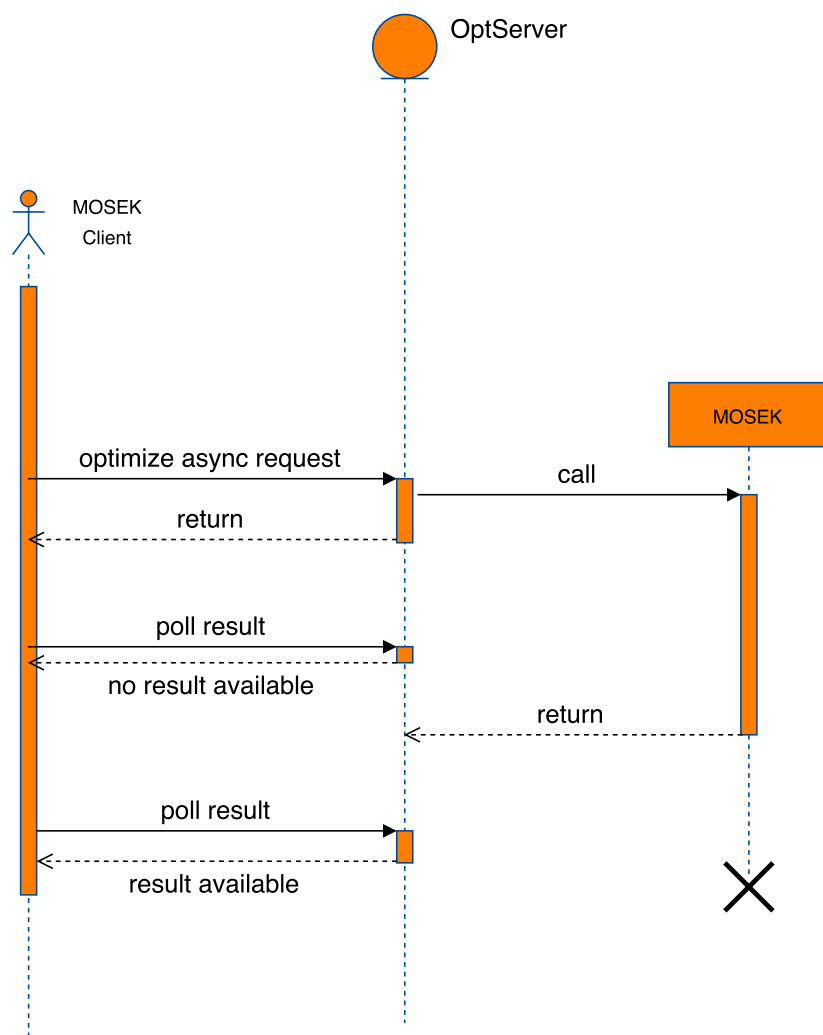 OptServer
MOSEK
Client
MOSEK
optimize async request
call
return
poll result
no result available
return
poll result
result available